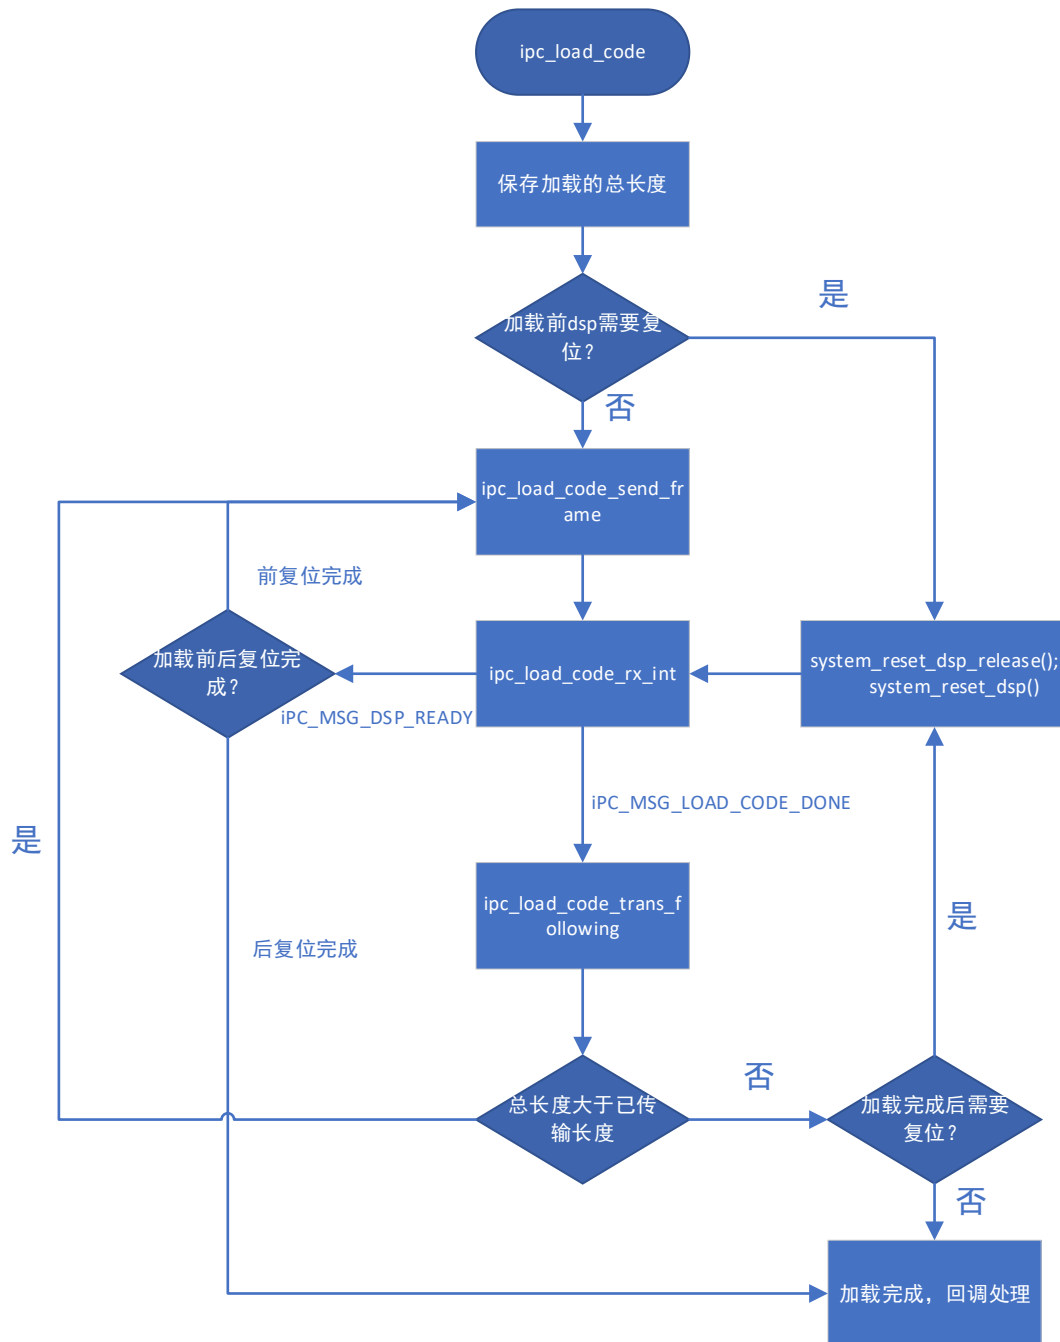 ipc_load_code
保存加载的总长度
是
加载前dsp需要复
位？
否
ipc_load_code_send_fr
ame
前复位完成
加载前后复位完
成？
ipc_load_code_rx_int
system_reset_dsp_release();
system_reset_dsp()
iPC_MSG_DSP_READY
iPC_MSG_LOAD_CODE_DONE
是
ipc_load_code_trans_f
ollowing
是
后复位完成
否
总长度大于已传
输长度
加载完成后需要
复位？
否
加载完成，回调处理